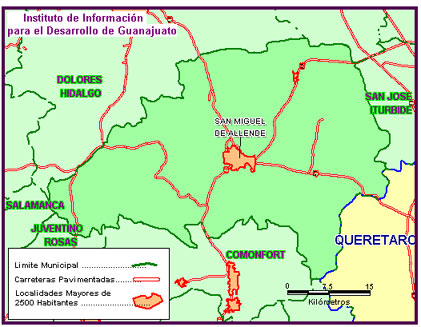 Instituto de Información
para el Desarrollo de Guanajuato
DOLORES
HIDALGO
SAN JOSE
ITURBIDE
SAN MIGUEL
DE ALLENDE
SALAMANCA
JUVENTINO
ROSAS
QUERETARO
COMONFORT
Limite Municipal
Carreteras Pavimentadas
Localidades Mayores de
2500 Habitantes
0 7.5 15
Kilómetros